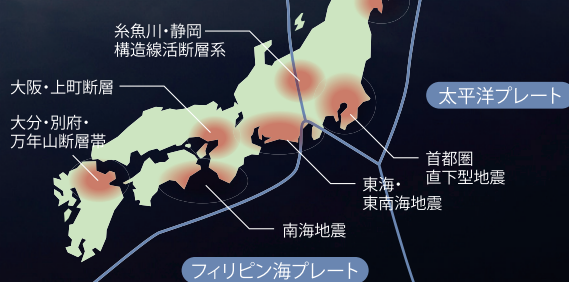 糸魚川・静岡
構造線活断層系
大阪・上町断層
太平洋プレート
大分・別府・
万年山断層帯
首都圏
直下型地震
東海・
東南海地震
南海地震
フィリピン海プレート